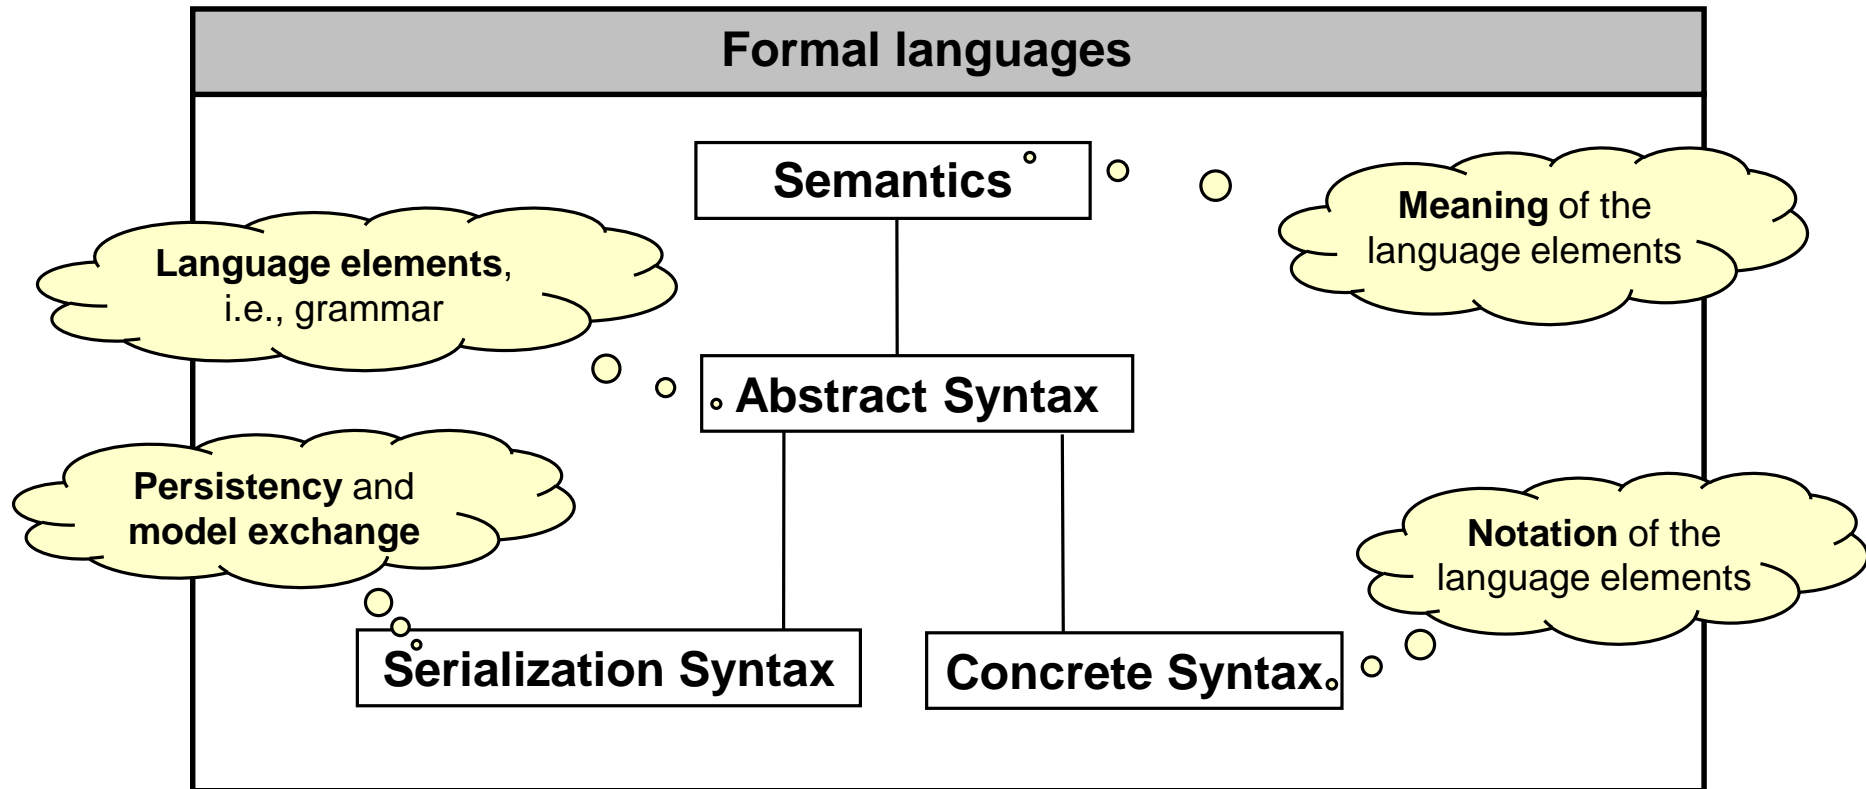 Formal languages
Semantics
Meaning of the
language elements
Language elements,
i.e., grammar
Abstract Syntax
Persistency and
model exchange
Notation of the
language elements
Serialization Syntax
Concrete Syntax